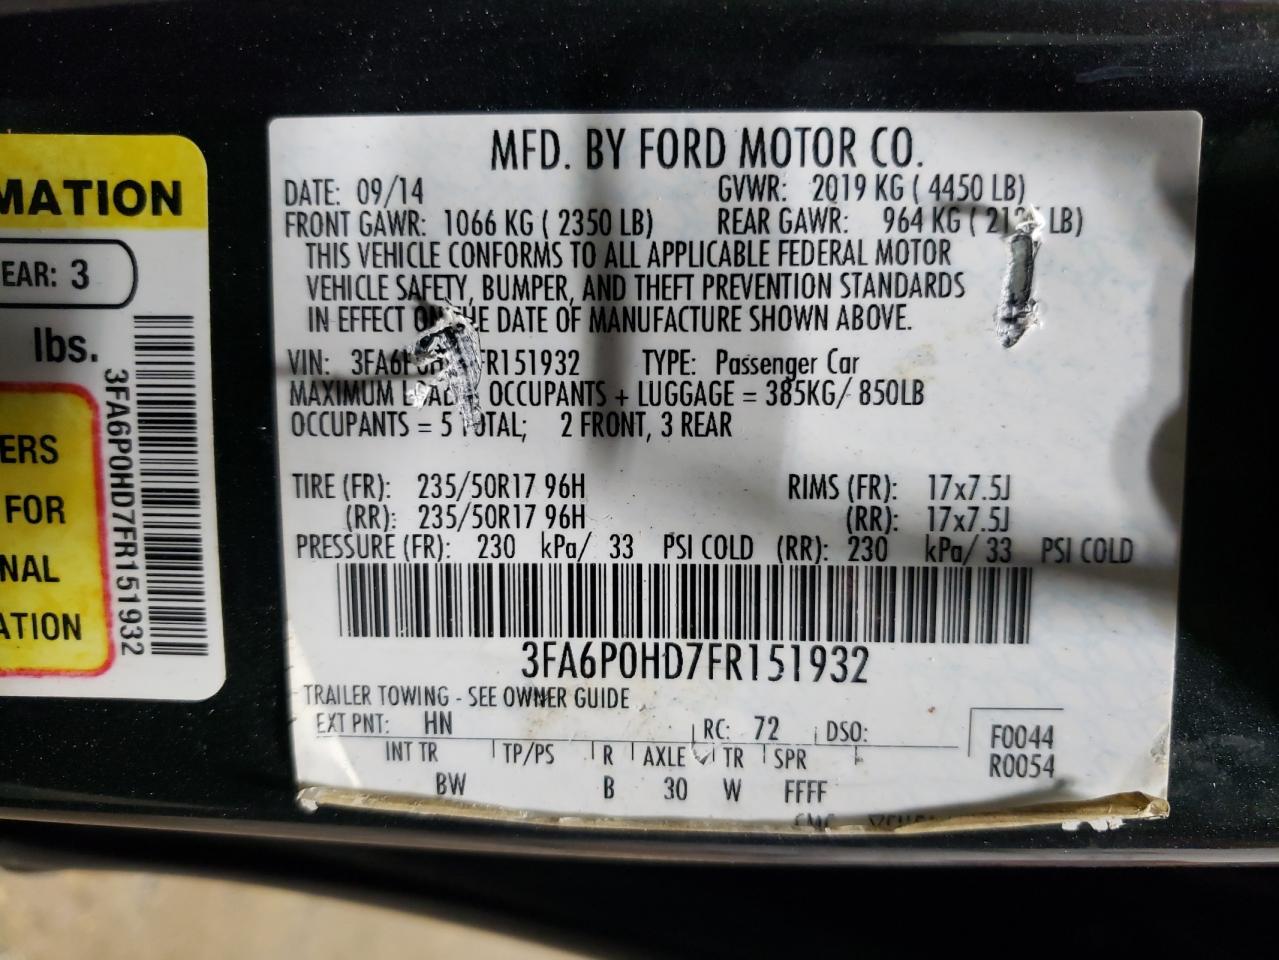 MATION
EAR: 3
lbs.
3FA6P0HD7FR151932
ERS
FOR
NAL
ATION
MFD. BY FORD MOTOR CO.
DATE: 09/14 GVWR: 2019 KG ( 4450 LB)
FRONT GAWR: 1066 KG ( 2350 LB) REAR GAWR: 964 KG ( LB)
THIS VEHICLE CONFORMS TO ALL APPLICABLE FEDERAL MOTOR
VEHICLE SAFETY, BUMPER, AND THEFT PREVENTION STANDARDS
IN EFFECT ON THE DATE OF MANUFACTURE SHOWN ABOVE.
VIN: TYPE: Passenger Car
MAXIMUM OCCUPANTS + LUGGAGE = 385KG/ 850LB
OCCUPANTS = 5 TOTAL; 2 FRONT, 3 REAR
TIRE (FR): 235/50R17 96H RIMS (FR): 17x7.5J
(RR): 235/50R17 96H (RR): 17x7.5J
PRESSURE (FR): 230 kPa/ 33 PSI COLD (RR): 230 kPa/ 33 PSI COLD
3FA6P0HD7FR151932
TRAILER TOWING - SEE OWNER GUIDE
EXT PNT: HN RC: 72 DSO:
INT TR TP/PS R AXLE TR SPR F0044
BW B 30 W FFFF R0054